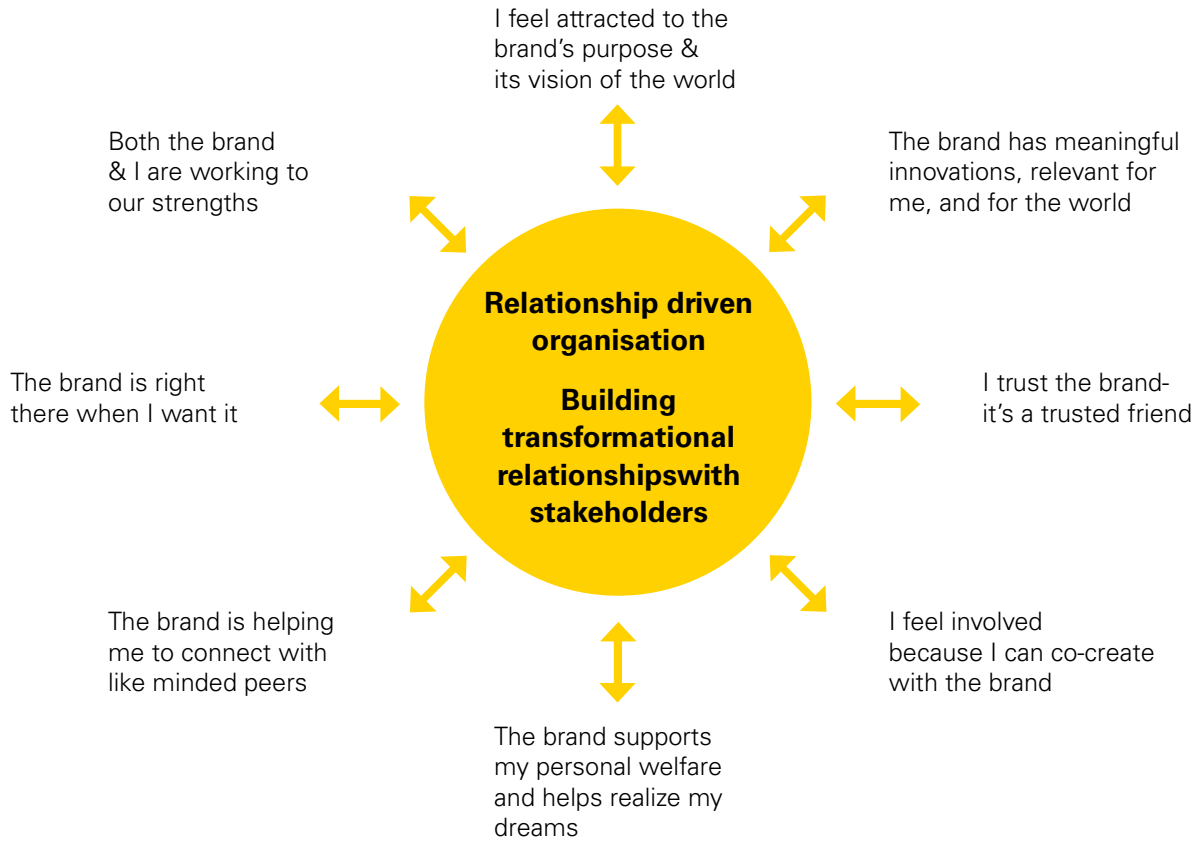 I feel attracted to the
brand’s purpose &
its vision of the world
Both the brand
& I are working to
our strengths
The brand has meaningful
innovations, relevant for
me, and for the world
Relationship driven
organisation
Building
transformational
relationshipswith
stakeholders
The brand is right
there when I want it
I trust the brand-
it’s a trusted friend
The brand is helping
me to connect with
like minded peers
I feel involved
because I can co-create
with the brand
The brand supports
my personal welfare
and helps realize my
dreams